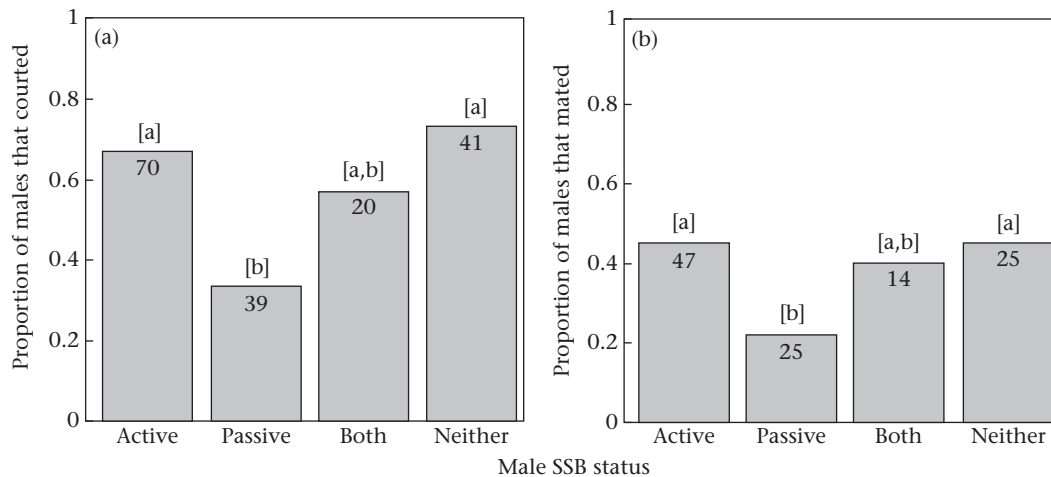 Proportion of males that courted
(a)
1
0.8
0.6
0.4
0.2
0
[a]
70
[b]
39
[a,b]
20
[a]
41
Active Passive Both Neither
Proportion of males that mated
(b)
1
0.8
0.6
0.4
0.2
0
[a]
47
[b]
25
[a,b]
14
[a]
25
Active Passive Both Neither
Male SSB status